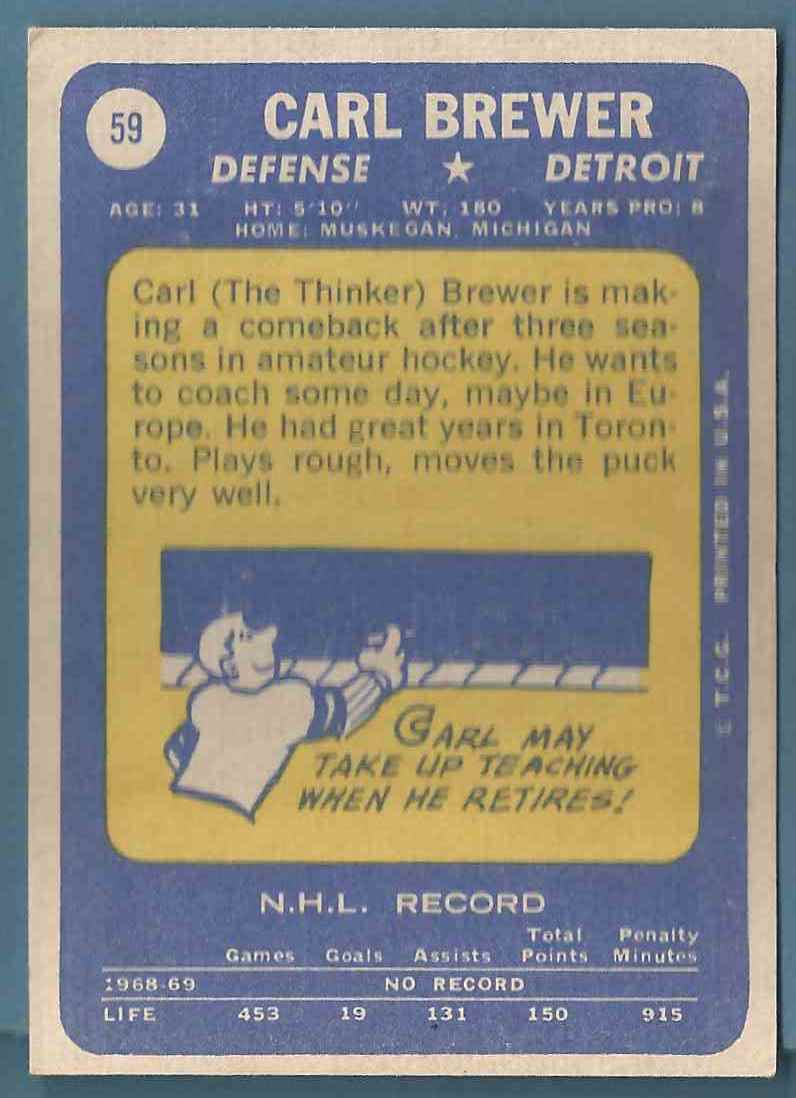 59
CARL BREWER
DEFENSE ★ DETROIT
AGE: 31 HT: 5'10" WT: 180 YEARS PRO: 8
HOME: MUSKEGAN, MICHIGAN
Carl (The Thinker) Brewer is mak-
ing a comeback after three sea-
sons in amateur hockey. He wants
to coach some day, maybe in Eu-
rope. He had great years in Toron-
to. Plays rough, moves the puck
very well.
CARL MAY
TAKE UP TEACHING
WHEN HE RETIRES!
© T.C.G. PRINTED IN U.S.A.
N.H.L. RECORD
Games Goals Assists Total Points Penalty Minutes
1968-69 NO RECORD
LIFE 453 19 131 150 915